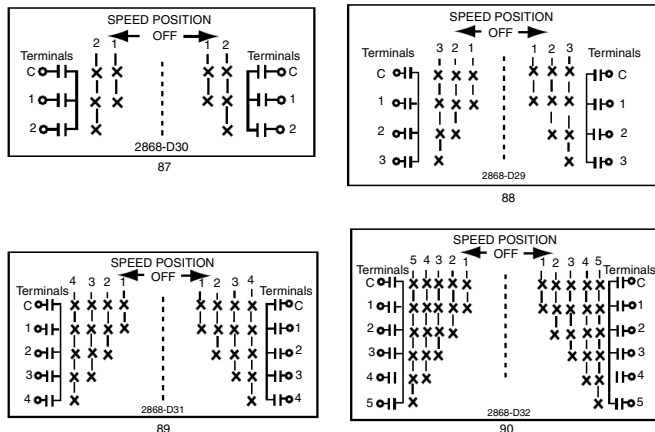 SPEED POSITION
OFF
2 1
1 2
Terminals
Terminals
C
C
1
1
2
2
2868-D30
87
SPEED POSITION
OFF
3 2 1
1 2 3
Terminals
Terminals
C
C
1
1
2
2
3
3
2868-D29
88
SPEED POSITION
OFF
4 3 2 1
1 2 3 4
Terminals
Terminals
C
C
1
1
2
2
3
3
4
4
2868-D31
89
SPEED POSITION
OFF
5 4 3 2 1
1 2 3 4 5
Terminals
Terminals
C
C
1
1
2
2
3
3
4
4
5
5
2868-D32
90